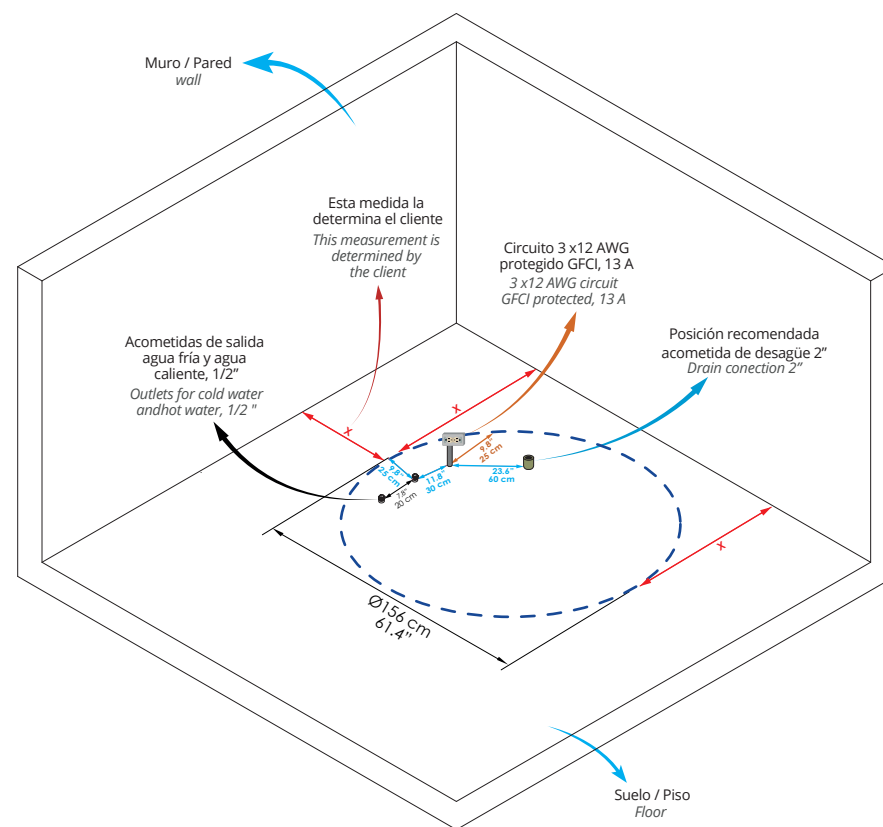 Muro / Pared
wall
Esta medida la
determina el cliente
This measurement is
determined by
the client
Circuito 3 x12 AWG
protegido GFCI, 13 A
3 x12 AWG circuit
GFCI protected, 13 A
Acometidas de salida
agua fría y agua
caliente, 1/2”
Outlets for cold water
andhot water, 1/2 "
Posición recomendada
acometida de desagüe 2”
Drain conection 2”
X
X
9.8”
25 cm
9.8”
25 cm
11.8”
30 cm
23.6”
60 cm
7.8"
20 cm
X
Ø156 cm
61.4"
Suelo / Piso
Floor